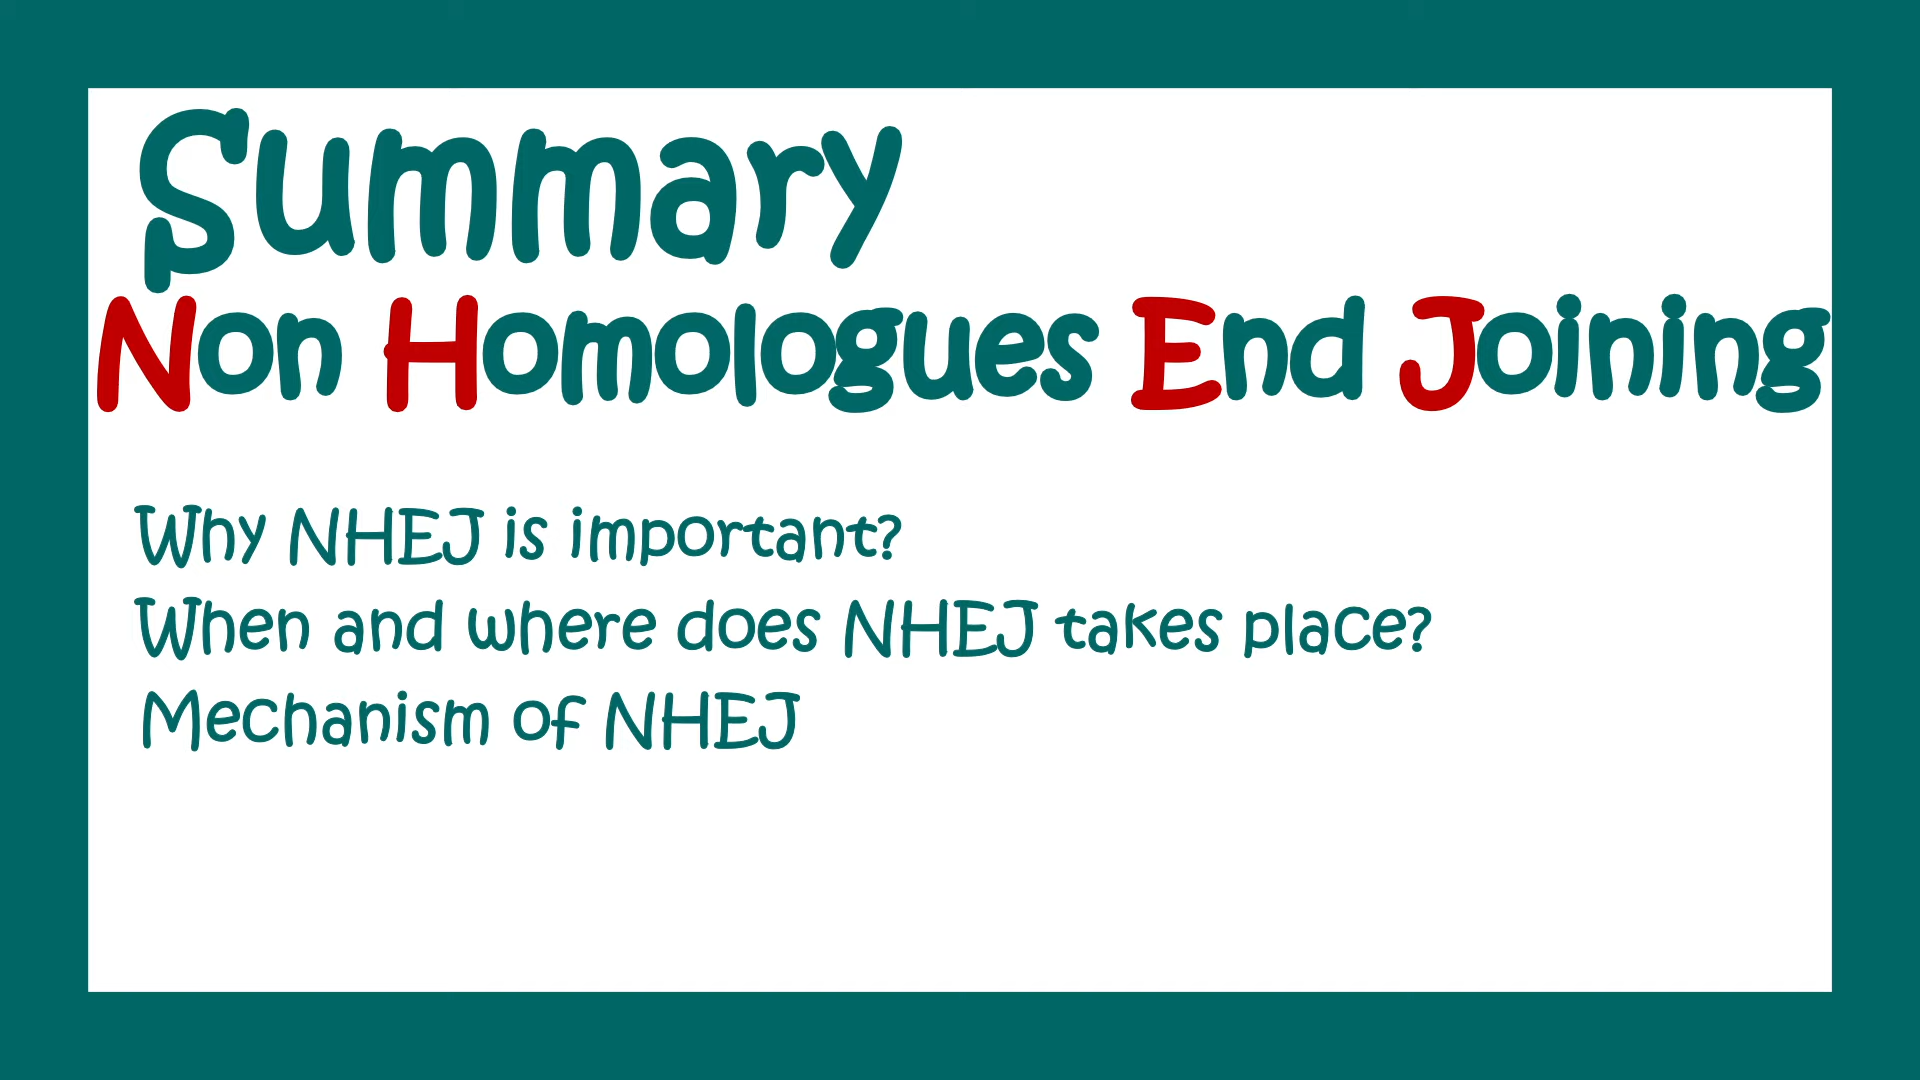 Summary
Non Homologues End Joining
Why NHEJ is important?
When and where does NHEJ takes place?
Mechanism of NHEJ